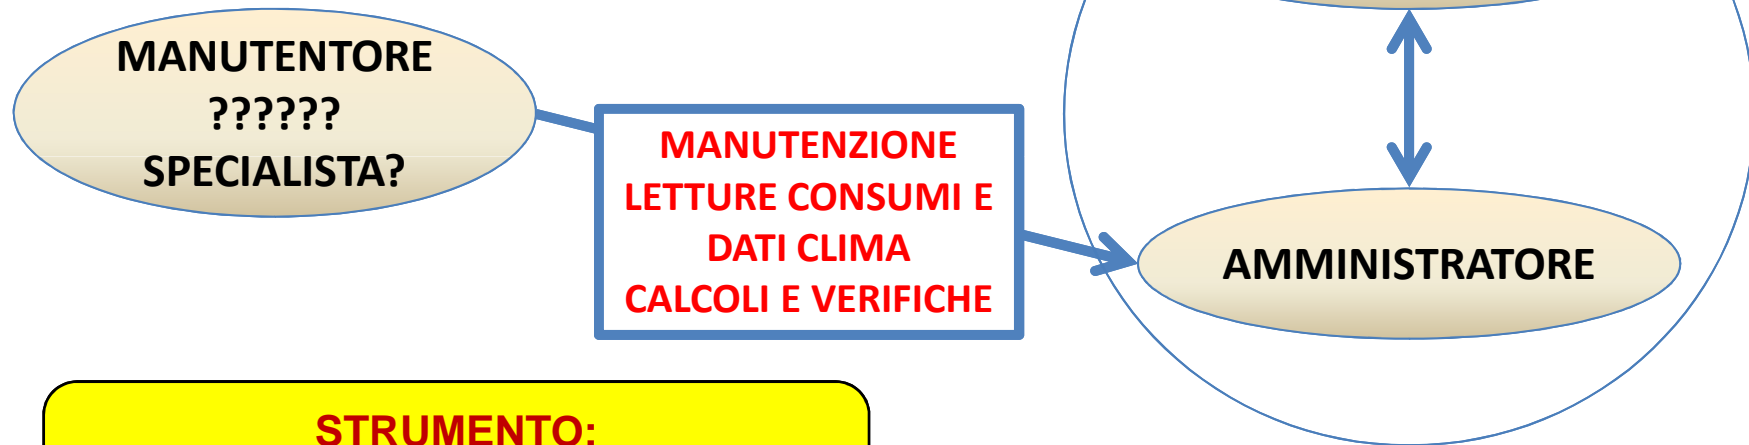 MANUTENTORE
??????
SPECIALISTA?
MANUTENZIONE
LETTURE CONSUMI E
DATI CLIMA
CALCOLI E VERIFICHE
AMMINISTRATORE
STRUMENTO: